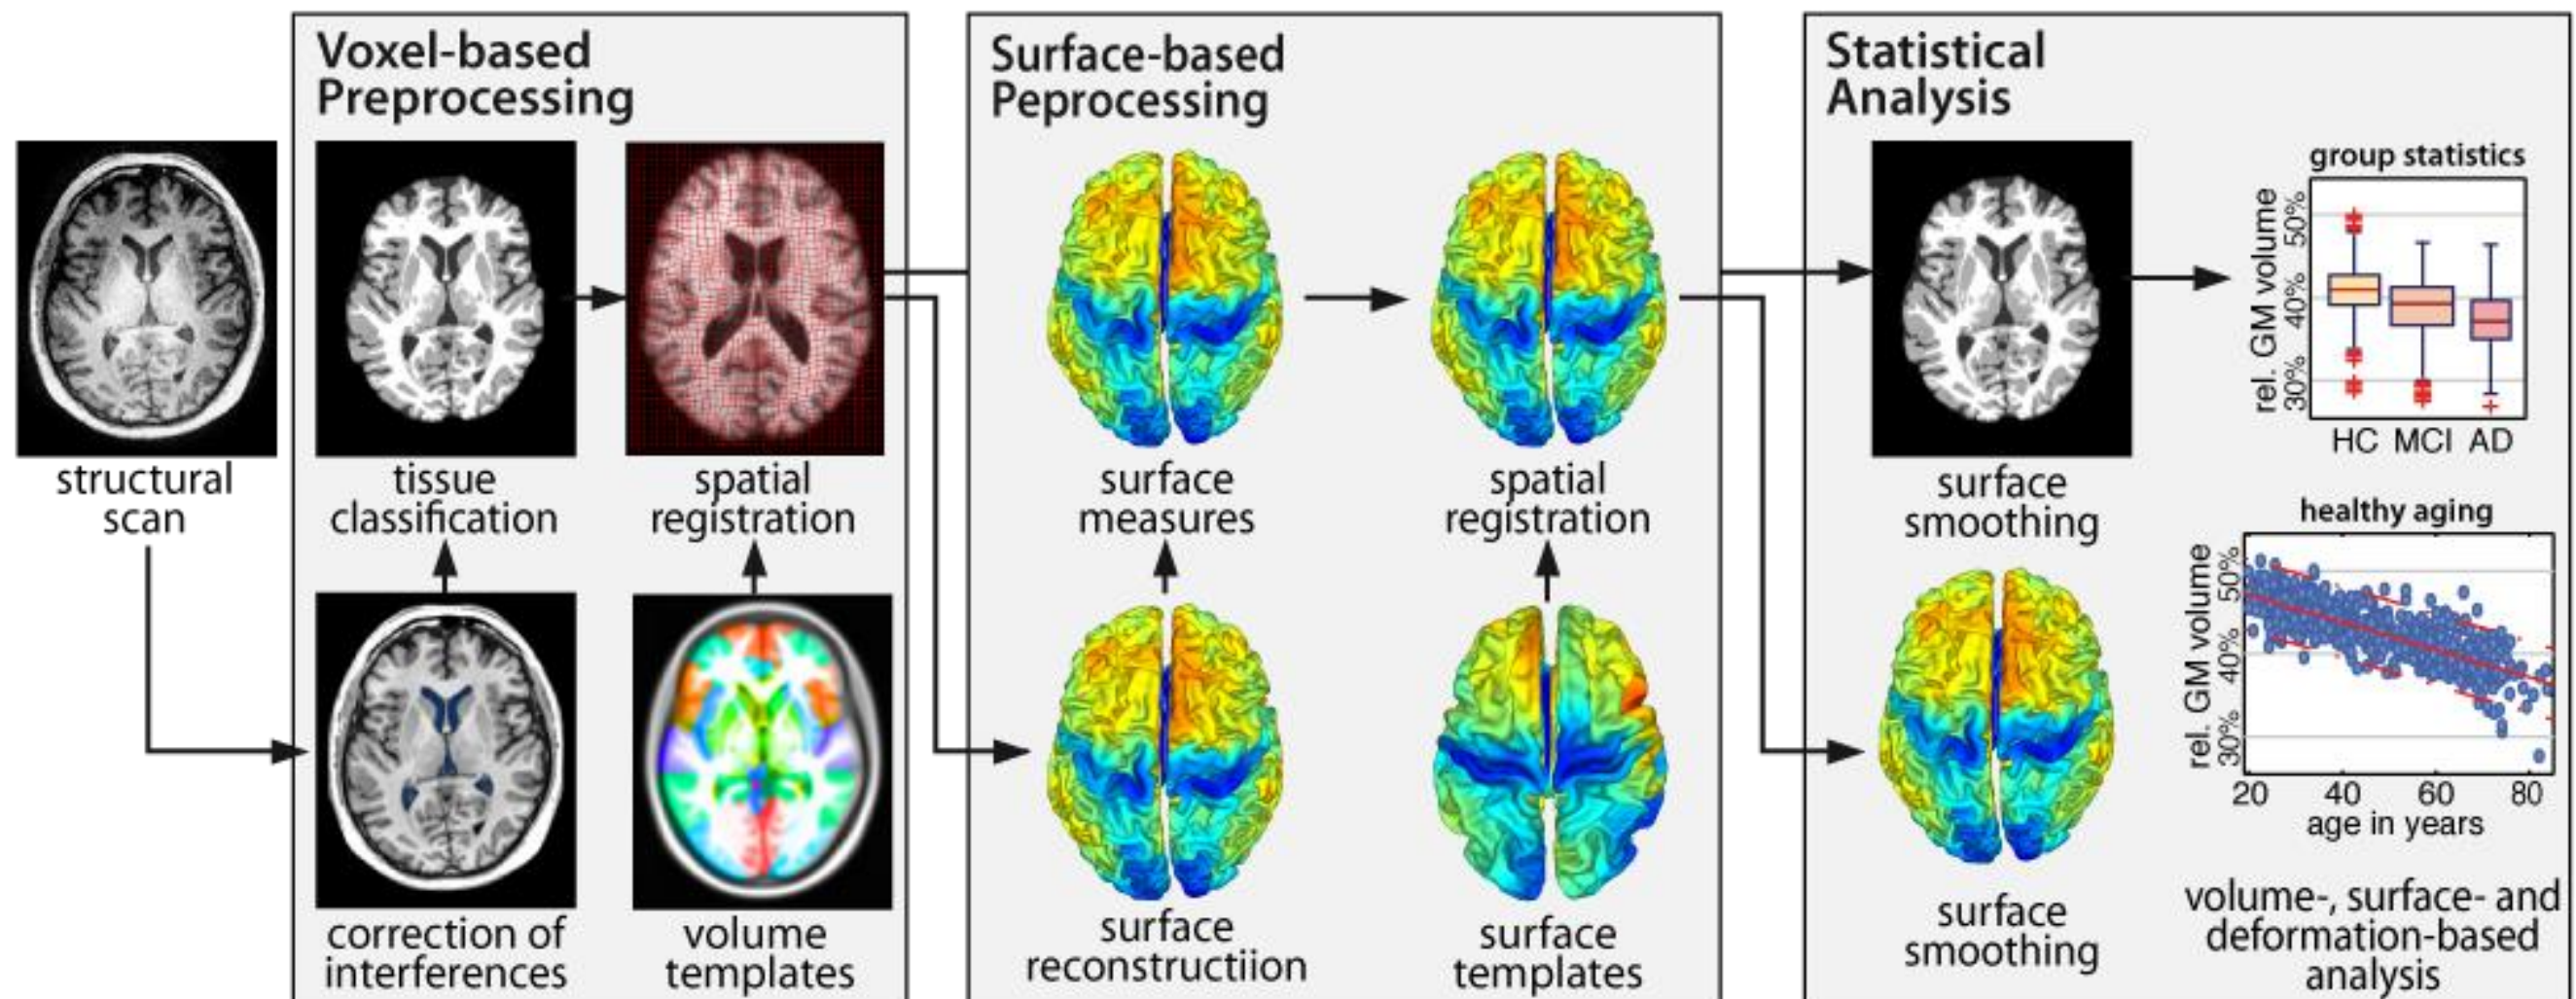 Voxel-based
Preprocessing
structural
scan
tissue
classification
spatial
registration
correction of
interferences
volume
templates
Surface-based
Peprocessing
surface
measures
spatial
registration
surface
reconstructiion
surface
templates
Statistical
Analysis
surface
smoothing
group statistics
rel. GM volume
50%
40%
30%
HC MCI AD
surface
smoothing
healthy aging
rel. GM volume
50%
40%
30%
20 40 60 80
age in years
volume-, surface- and
deformation-based
analysis